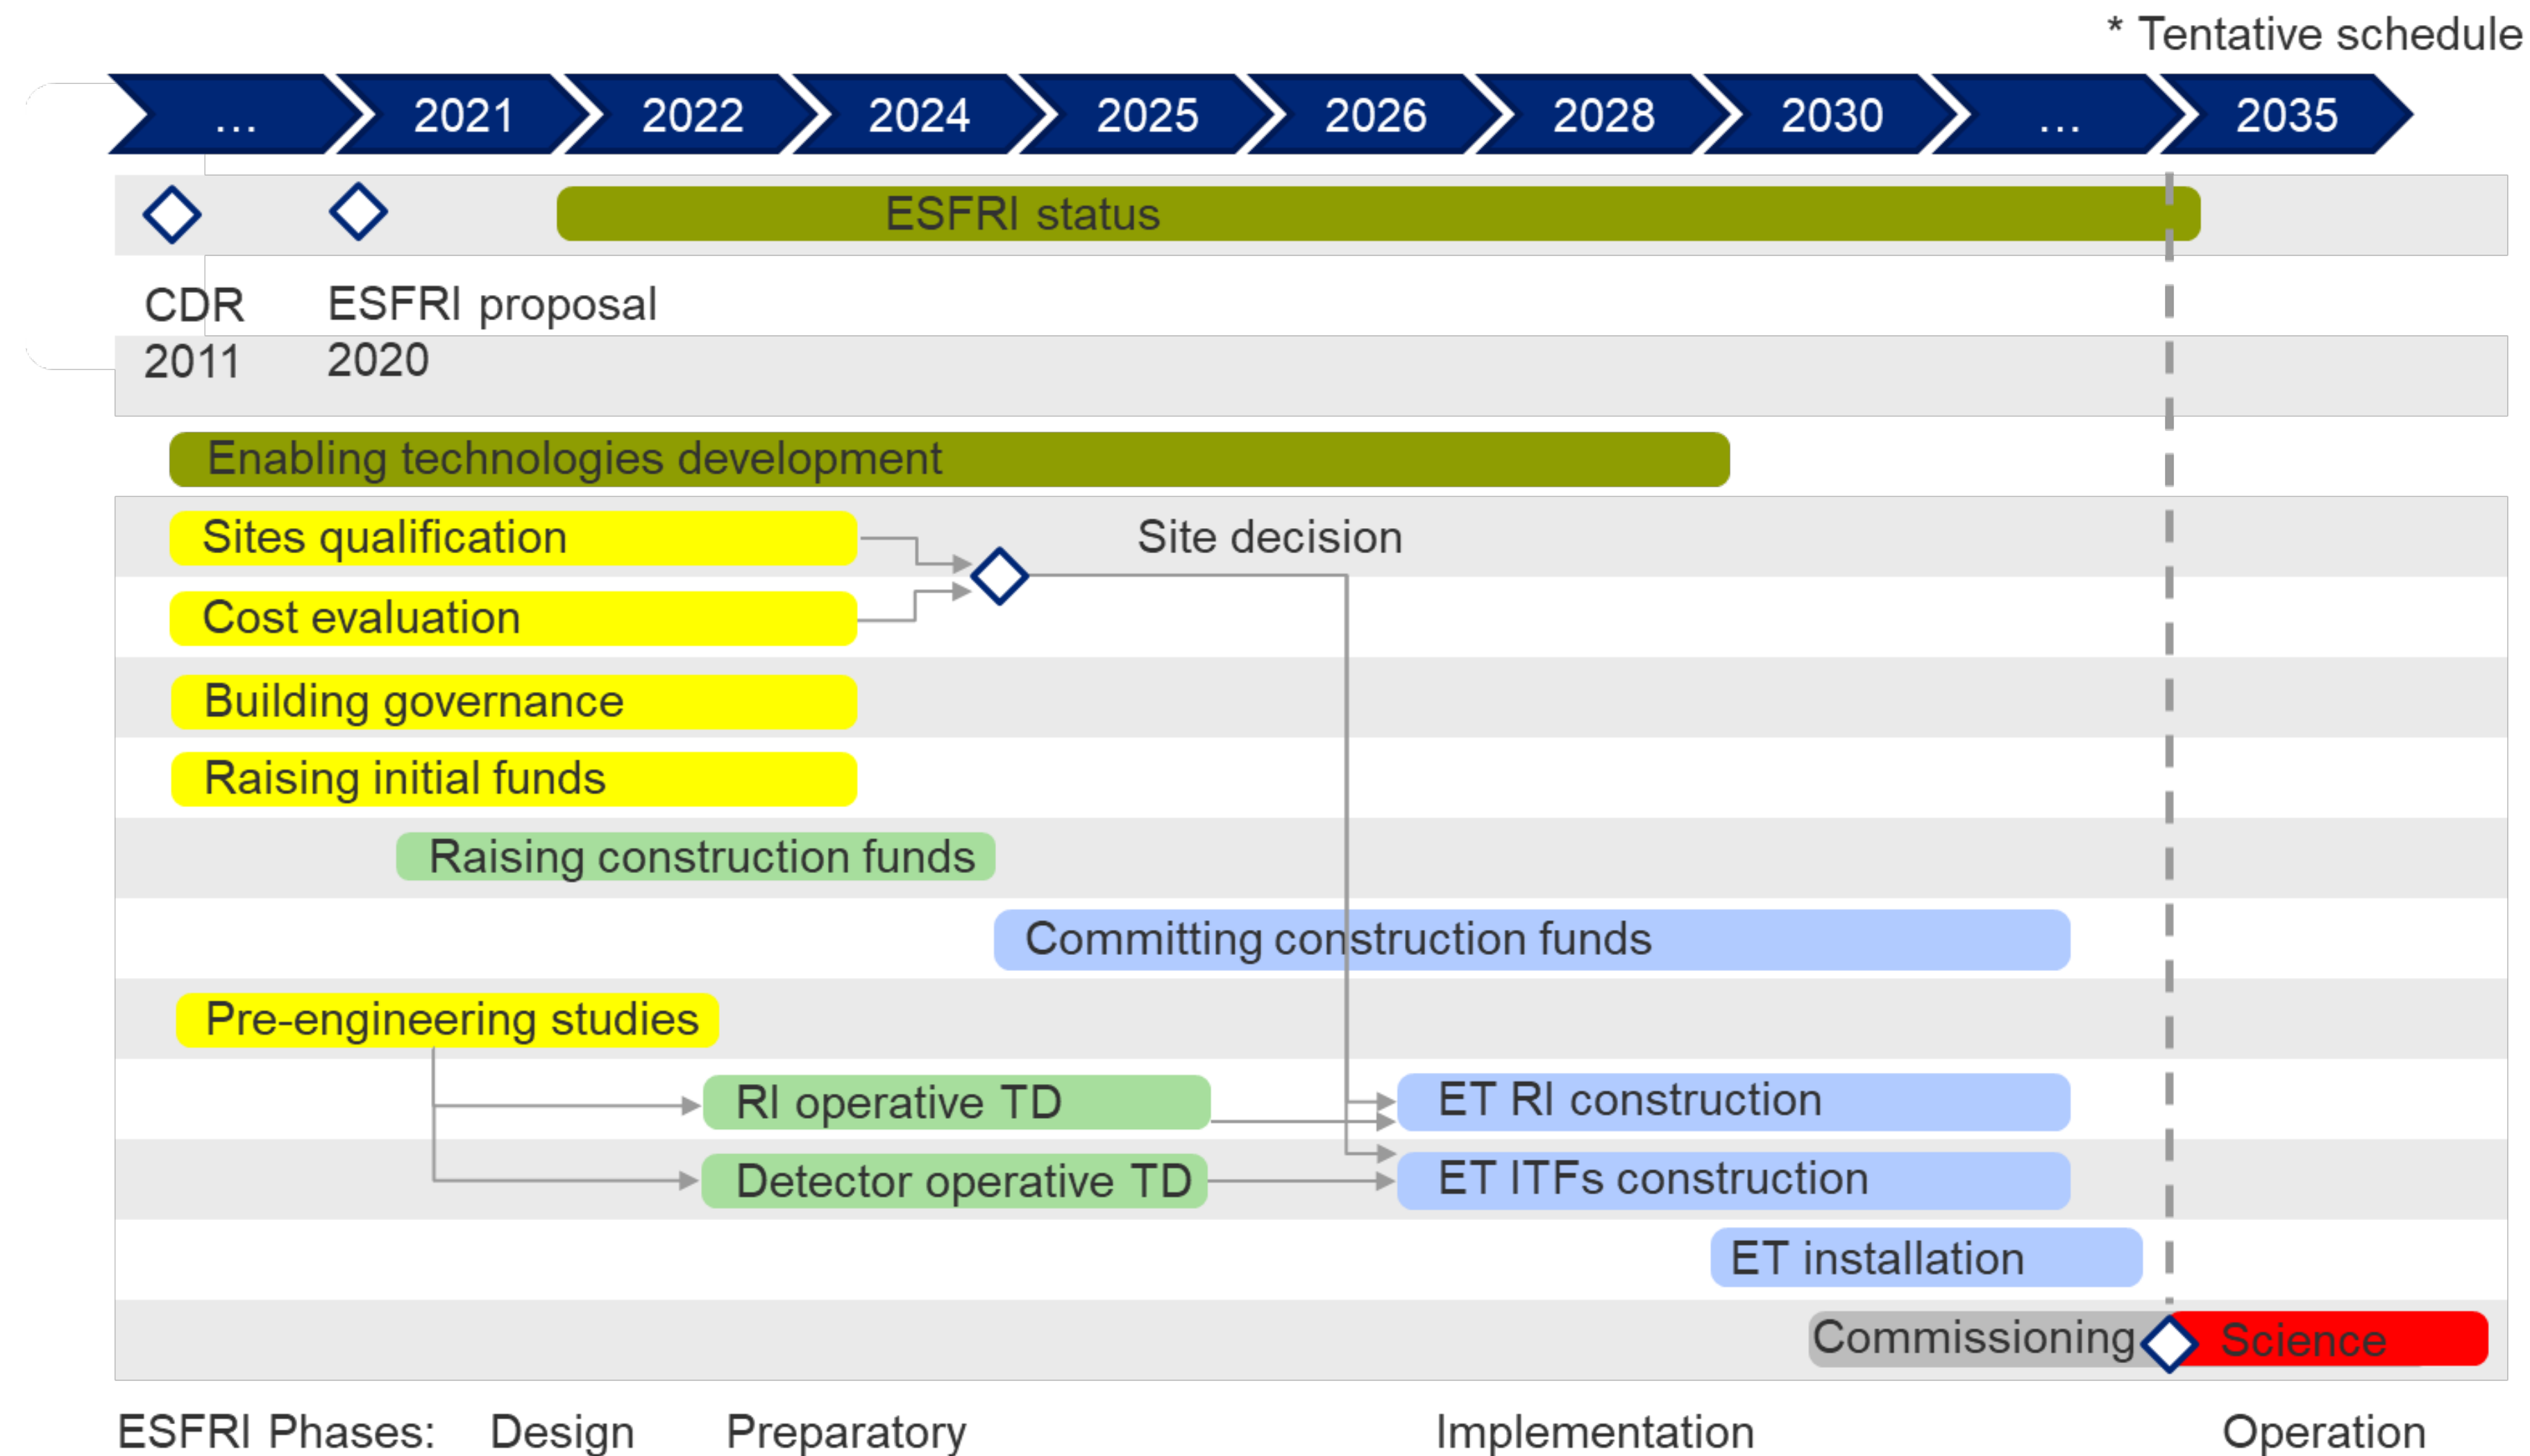 * Tentative schedule
... 2021 2022 2024 2025 2026 2028 2030 ... 2035
ESFRI status
CDR ESFRI proposal
2011 2020
Enabling technologies development
Sites qualification Site decision
Cost evaluation
Building governance
Raising initial funds
Raising construction funds
Committing construction funds
Pre-engineering studies
RI operative TD ET RI construction
Detector operative TD ET ITFs construction
ET installation
Commissioning Science
ESFRI Phases: Design Preparatory Implementation Operation